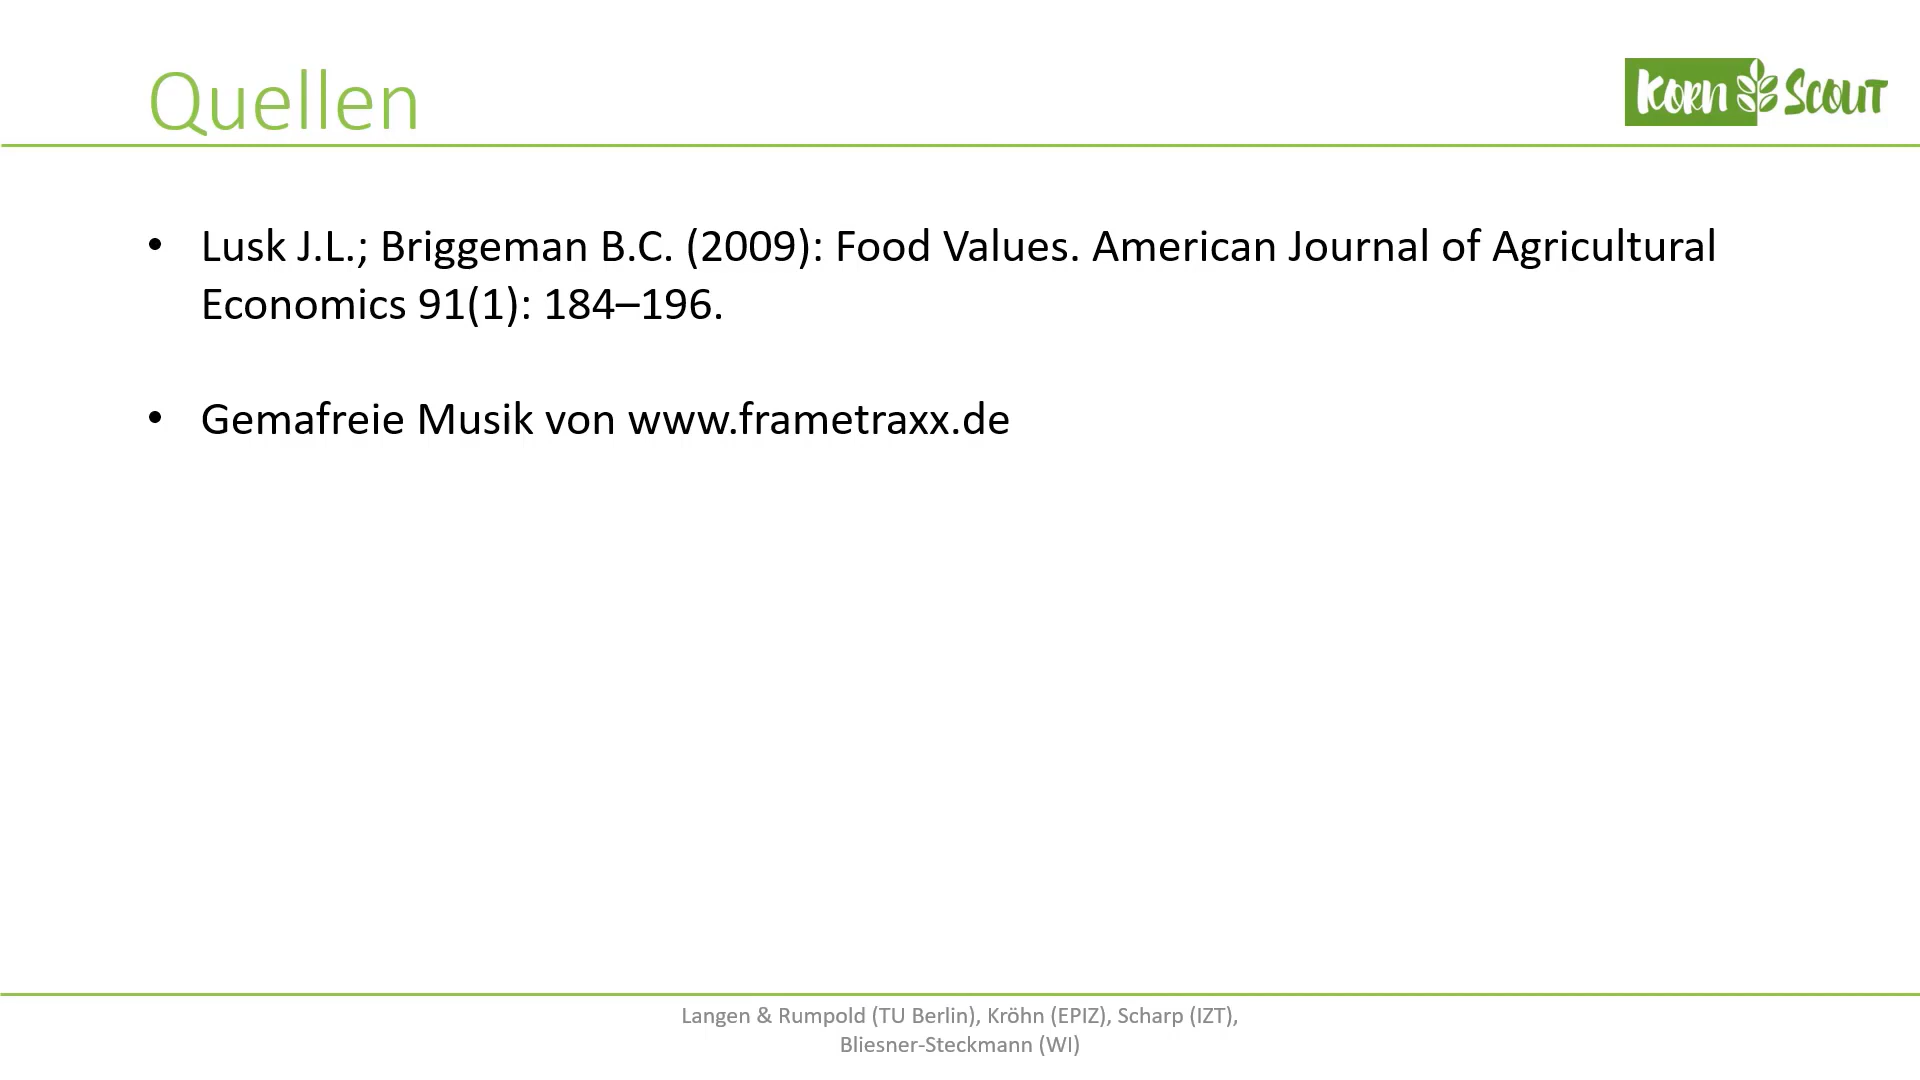 Quellen
Korn Scout
• Lusk J.L.; Briggeman B.C. (2009): Food Values. American Journal of Agricultural
Economics 91(1): 184–196.
• Gemafreie Musik von www.frametraxx.de
Langen & Rumpold (TU Berlin), Kröhn (EPIZ), Scharp (IZT),
Bliesner-Steckmann (WI)